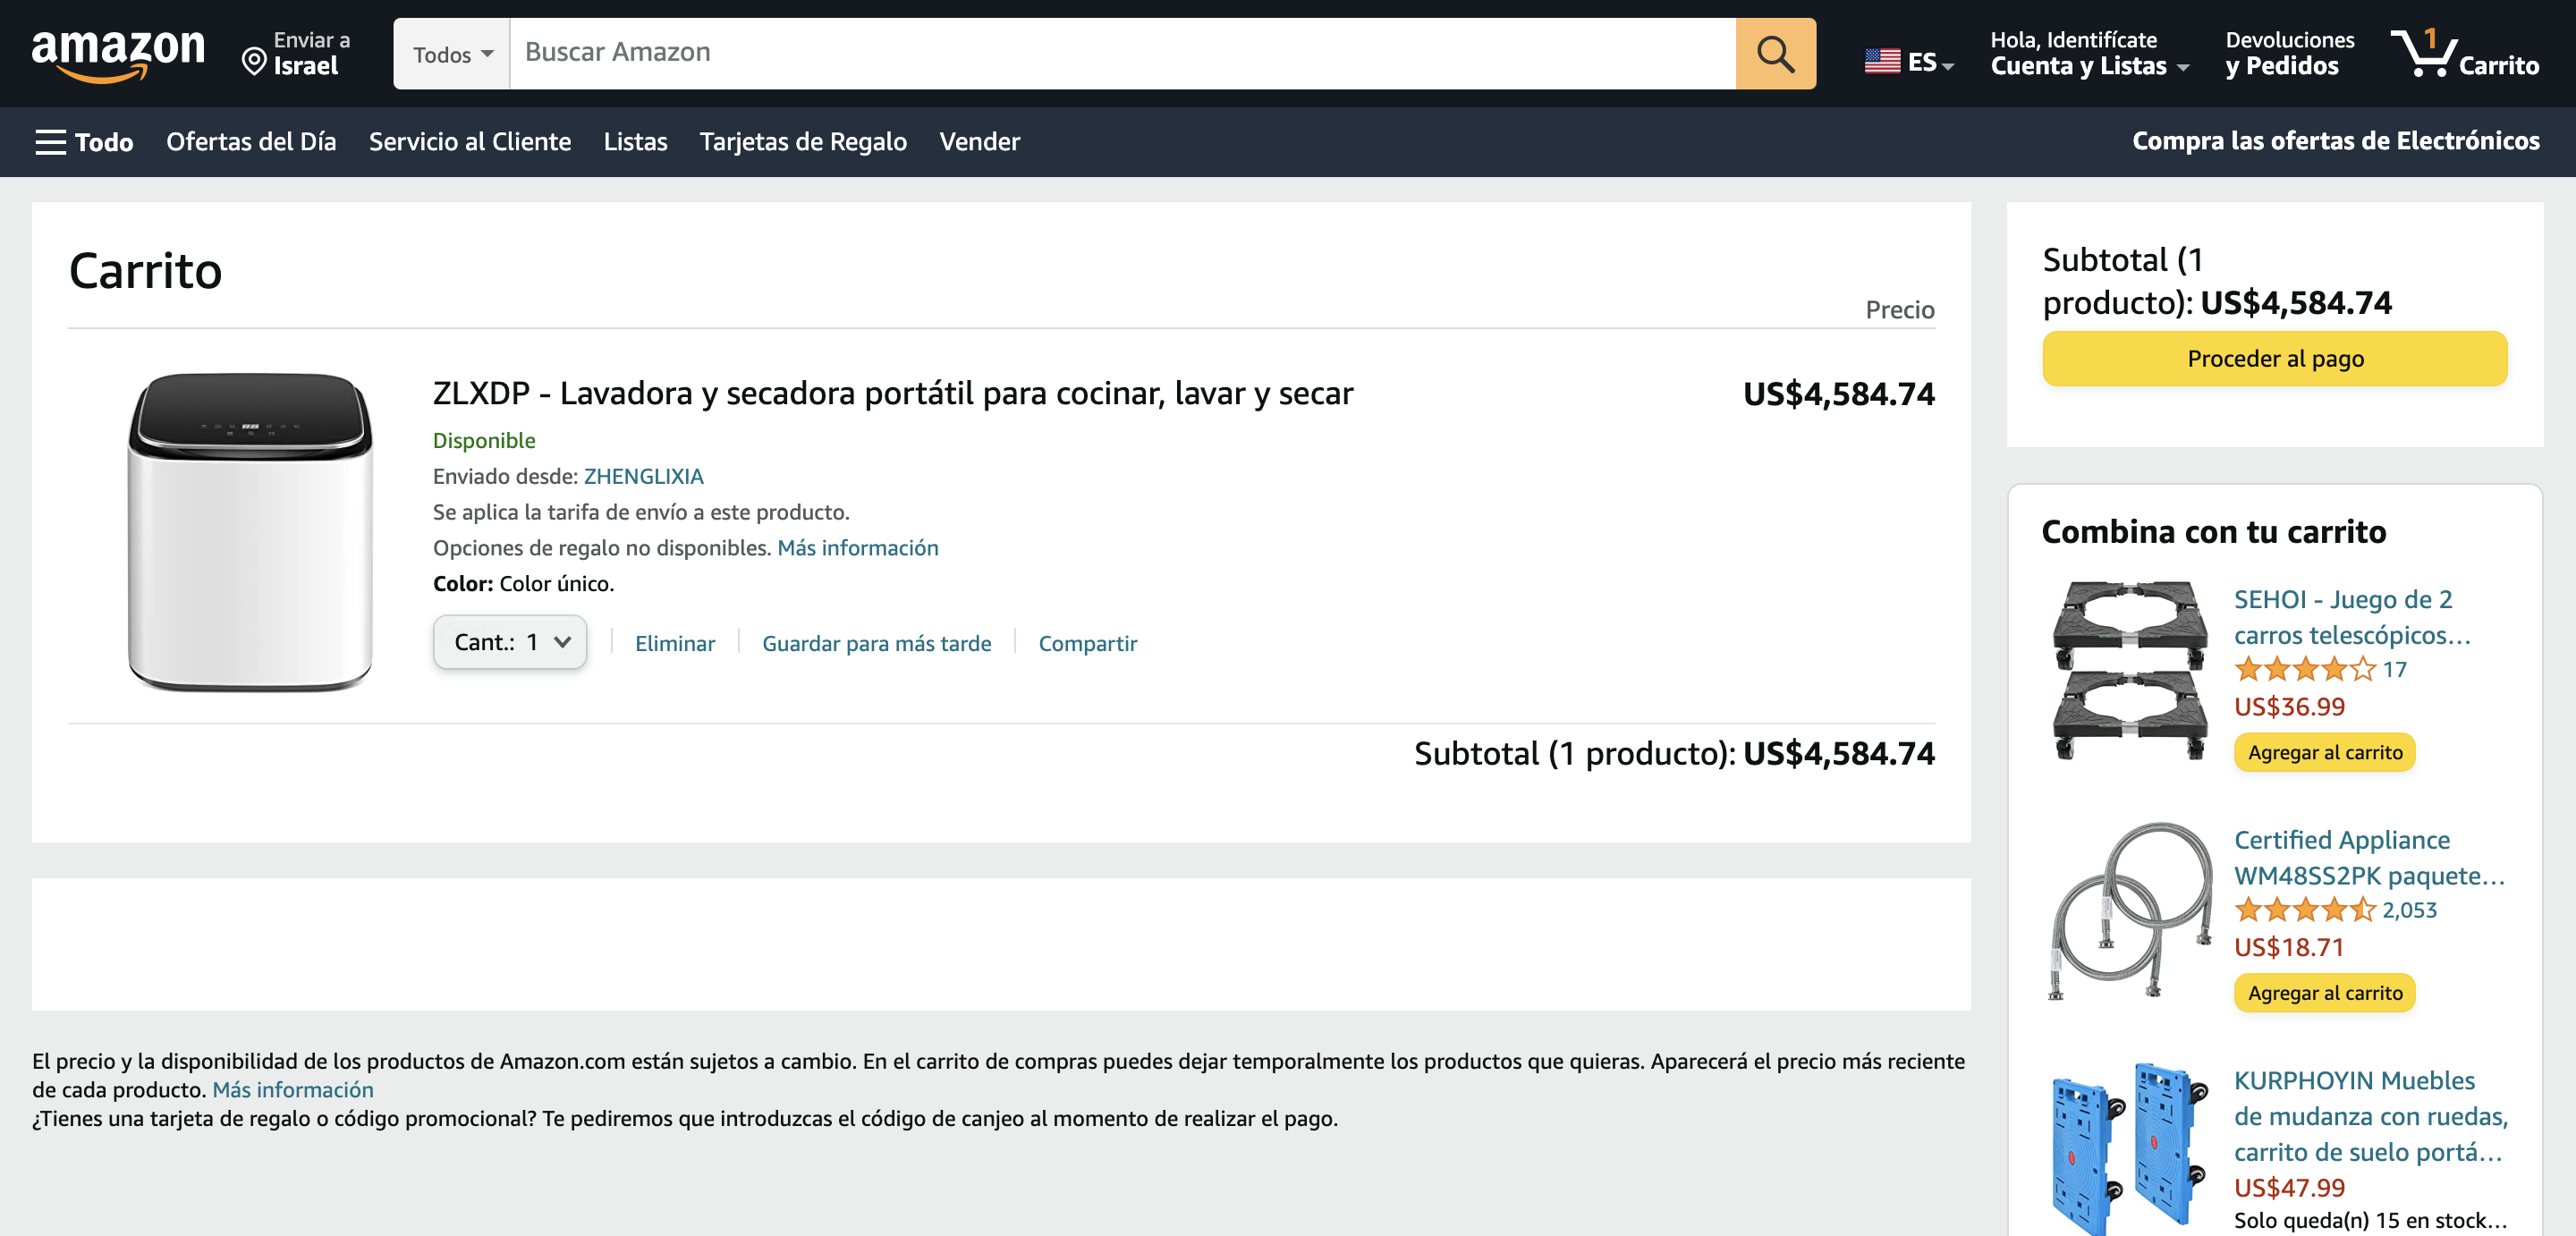 amazon
Enviar a
Israel
Todos
Buscar Amazon
ES
Hola, Identifícate
Cuenta y Listas
Devoluciones
y Pedidos
1
Carrito
Todo
Ofertas del Día
Servicio al Cliente
Listas
Tarjetas de Regalo
Vender
Compra las ofertas de Electrónicos
Carrito
Precio
ZLXDP - Lavadora y secadora portátil para cocinar, lavar y secar
US$4,584.74
Disponible
Enviado desde: ZHENGLIXIA
Se aplica la tarifa de envío a este producto.
Opciones de regalo no disponibles. Más información
Color: Color único.
Cant.: 1
Eliminar
Guardar para más tarde
Compartir
Subtotal (1 producto): US$4,584.74
El precio y la disponibilidad de los productos de Amazon.com están sujetos a cambio. En el carrito de compras puedes dejar temporalmente los productos que quieras. Aparecerá el precio más reciente
de cada producto. Más información
¿Tienes una tarjeta de regalo o código promocional? Te pediremos que introduzcas el código de canjeo al momento de realizar el pago.
Subtotal (1
producto): US$4,584.74
Proceder al pago
Combina con tu carrito
SEHOI - Juego de 2
carros telescópicos...
17
US$36.99
Agregar al carrito
Certified Appliance
WM48SS2PK paquete...
2,053
US$18.71
Agregar al carrito
KURPHOYIN Muebles
de mudanza con ruedas,
carrito de suelo portá...
US$47.99
Solo queda(n) 15 en stock...